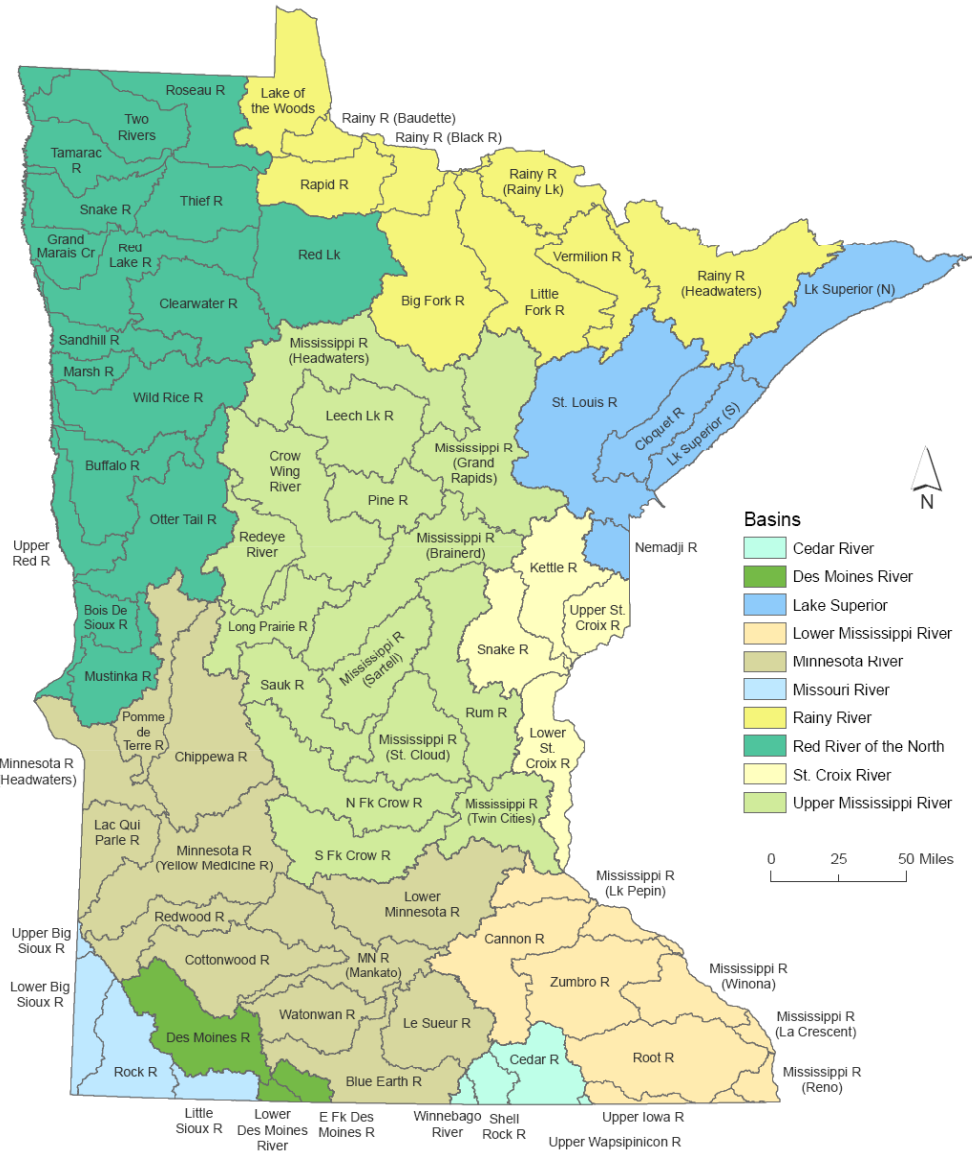 Roseau R
Lake of
the Woods
Two
Rivers
Rainy R (Baudette)
Rainy R (Black R)
Tamarac
R
Rapid R
Rainy R
(Rainy Lk)
Thief R
Snake R
Grand
Marais Cr
Red
Lake R
Red Lk
Vermilion R
Rainy R
(Headwaters)
Lk Superior (N)
Clearwater R
Big Fork R
Little
Fork R
Sandhill R
Mississippi R
(Headwaters)
Marsh R
Wild Rice R
Leech Lk R
St. Louis R
Cloquet R
Lk Superior (S)
Crow
Wing
River
Mississippi R
(Grand
Rapids)
Buffalo R
Pine R
Otter Tail R
Redeye
River
Mississippi R
(Brainerd)
Upper
Red R
Nemadji R
Kettle R
Bois De
Sioux R
Long Prairie R
Upper St.
Croix R
Mississippi R
(Sartell)
Snake R
Mustinka R
Sauk R
Rum R
Pomme
de
Terre R
Chippewa R
Mississippi R
(St. Cloud)
Lower
St.
Croix R
Minnesota R
(Headwaters)
N Fk Crow R
Mississippi R
(Twin Cities)
Lac Qui
Parle R
Minnesota R
(Yellow Medicine R)
S Fk Crow R
Mississippi R
(Lk Pepin)
Lower
Minnesota R
Redwood R
Upper Big
Sioux R
Cannon R
Cottonwood R
MN R
(Mankato)
Zumbro R
Mississippi R
(Winona)
Lower Big
Sioux R
Watonwan R
Le Sueur R
Mississippi R
(La Crescent)
Des Moines R
Cedar R
Root R
Rock R
Blue Earth R
Mississippi R
(Reno)
Little
Sioux R
Lower
Des Moines
River
E Fk Des
Moines R
Winnebago
River
Shell
Rock R
Upper Iowa R
Upper Wapsipinicon R
N
Basins
Cedar River
Des Moines River
Lake Superior
Lower Mississippi River
Minnesota River
Missouri River
Rainy River
Red River of the North
St. Croix River
Upper Mississippi River
0 25 50 Miles